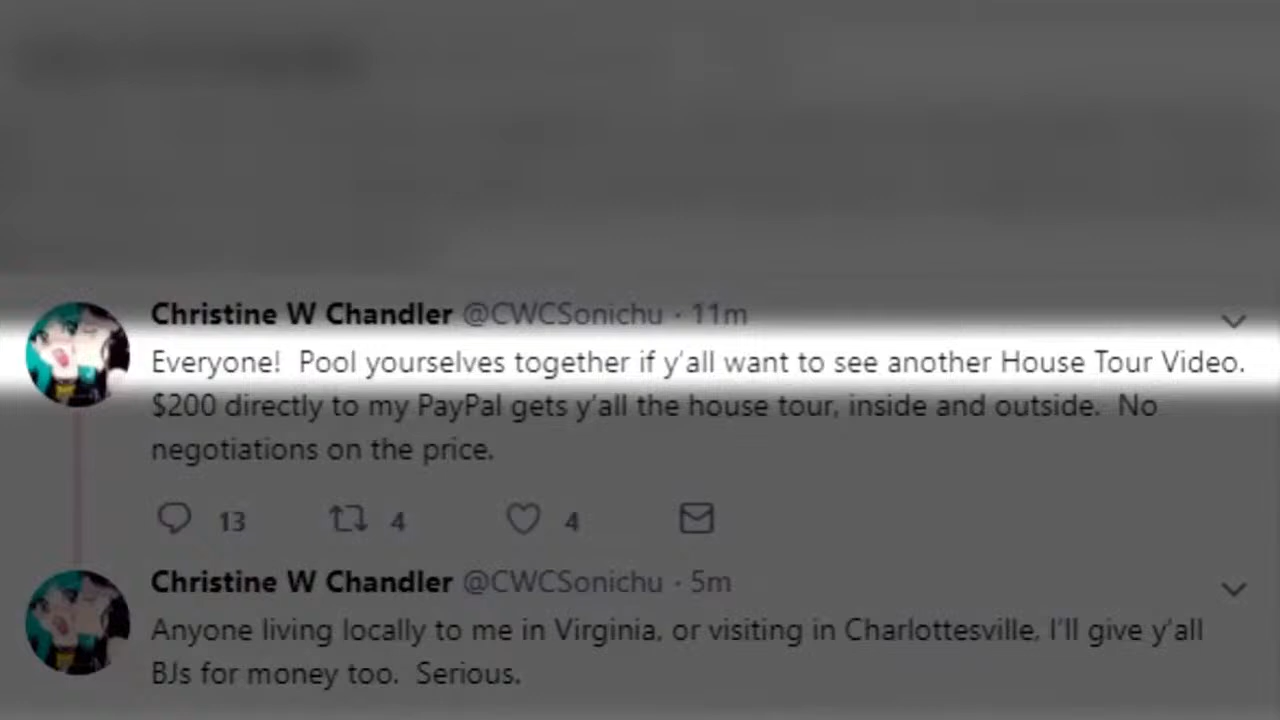 Christine W Chandler @CWCSonichu · 11m
Everyone!  Pool yourselves together if y'all want to see another House Tour Video.
$200 directly to my PayPal gets y'all the house tour, inside and outside.  No
negotiations on the price.
13 4 4
Christine W Chandler @CWCSonichu · 5m
Anyone living locally to me in Virginia, or visiting in Charlottesville, I'll give y'all
BJs for money too.  Serious.